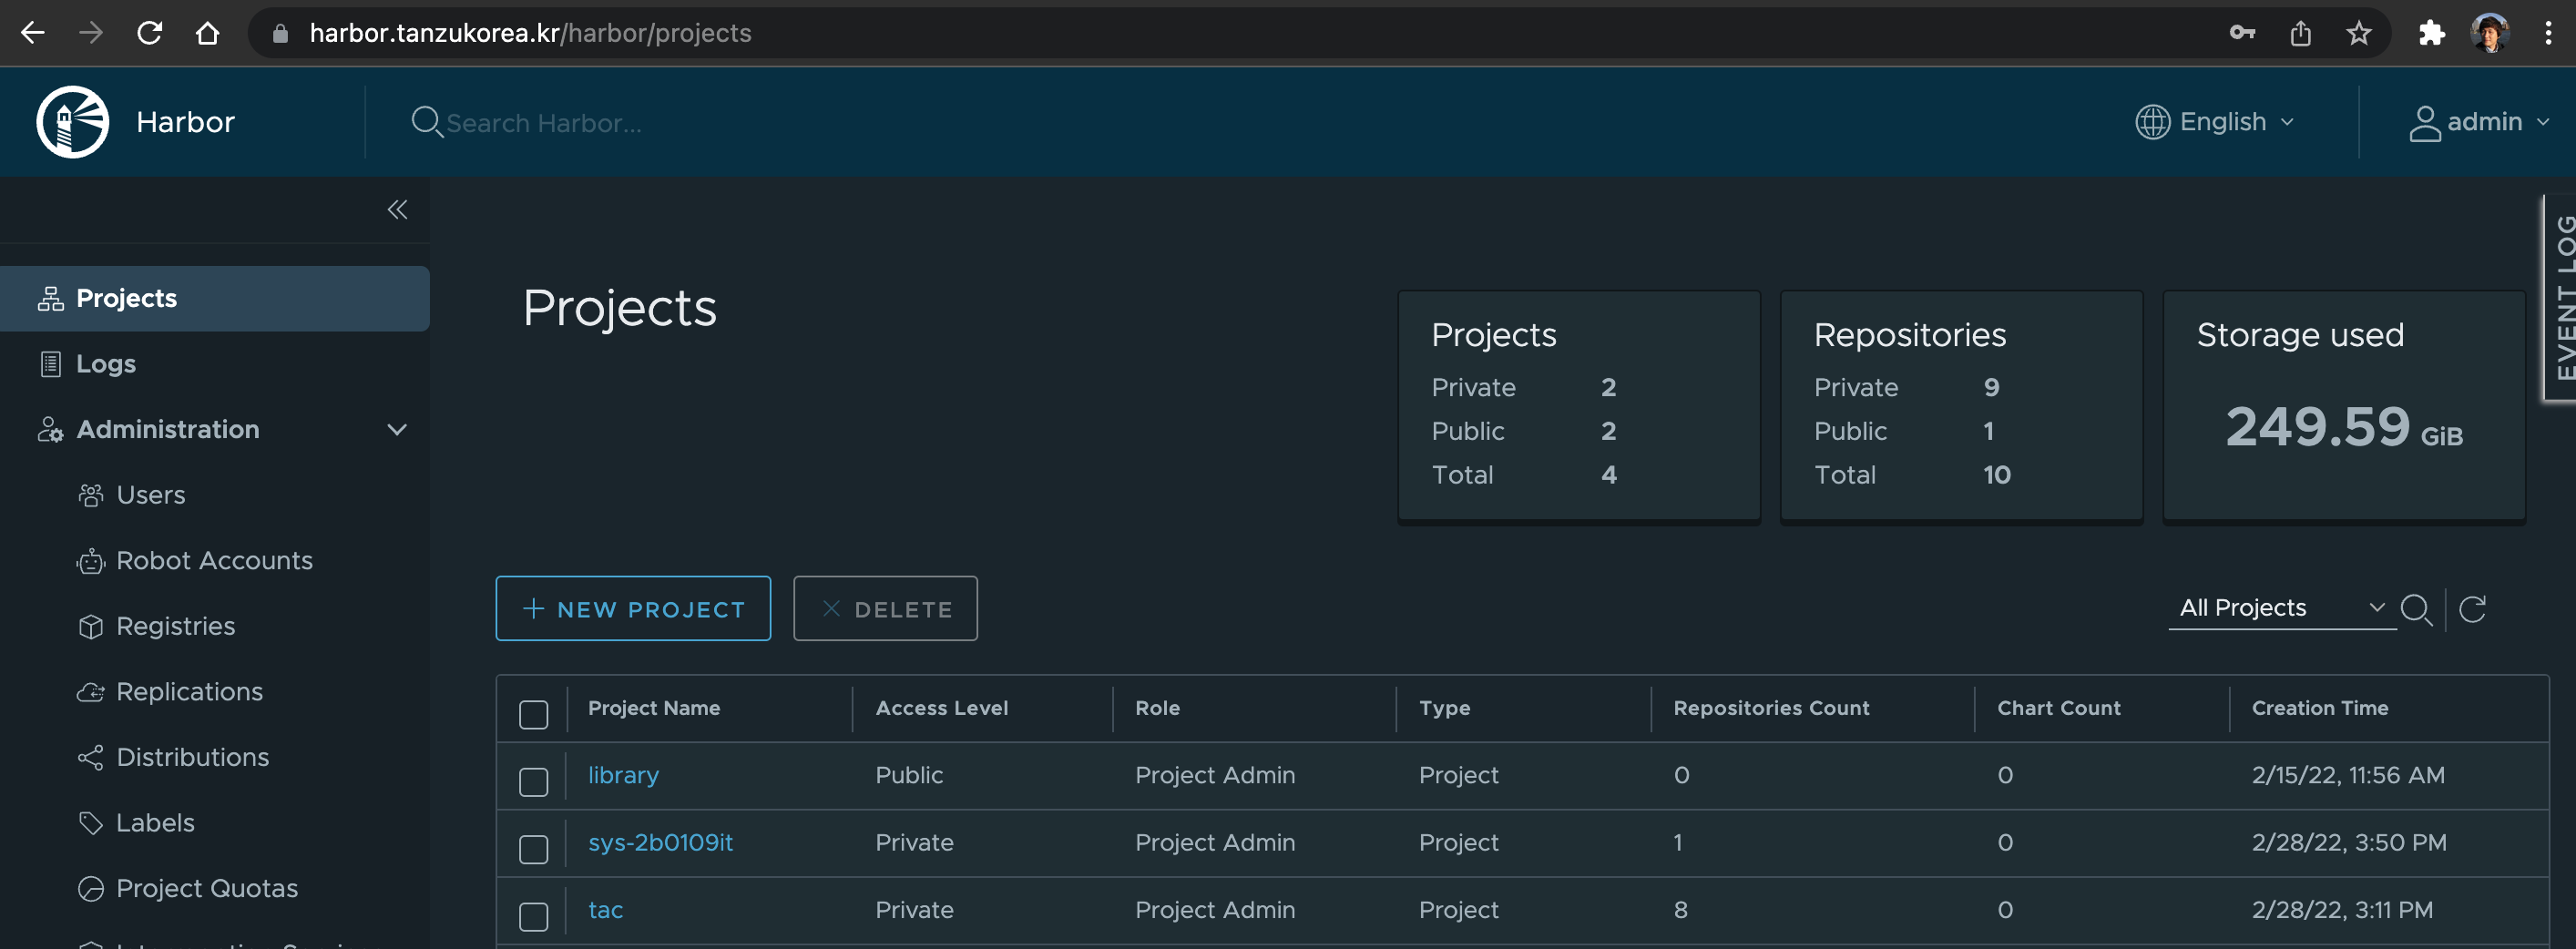 harbor.tanzukorea.kr/harbor/projects
Harbor
Search Harbor...
English
admin
EVENT LOG
Projects
Logs
Administration
Users
Robot Accounts
Registries
Replications
Distributions
Labels
Project Quotas
Projects
Projects
Private 2
Public 2
Total 4
Repositories
Private 9
Public 1
Total 10
Storage used
249.59 GiB
NEW PROJECT
DELETE
All Projects
Project Name Access Level Role Type Repositories Count Chart Count Creation Time
library Public Project Admin Project 0 0 2/15/22, 11:56 AM
sys-2b0109it Private Project Admin Project 1 0 2/28/22, 3:50 PM
tac Private Project Admin Project 8 0 2/28/22, 3:11 PM